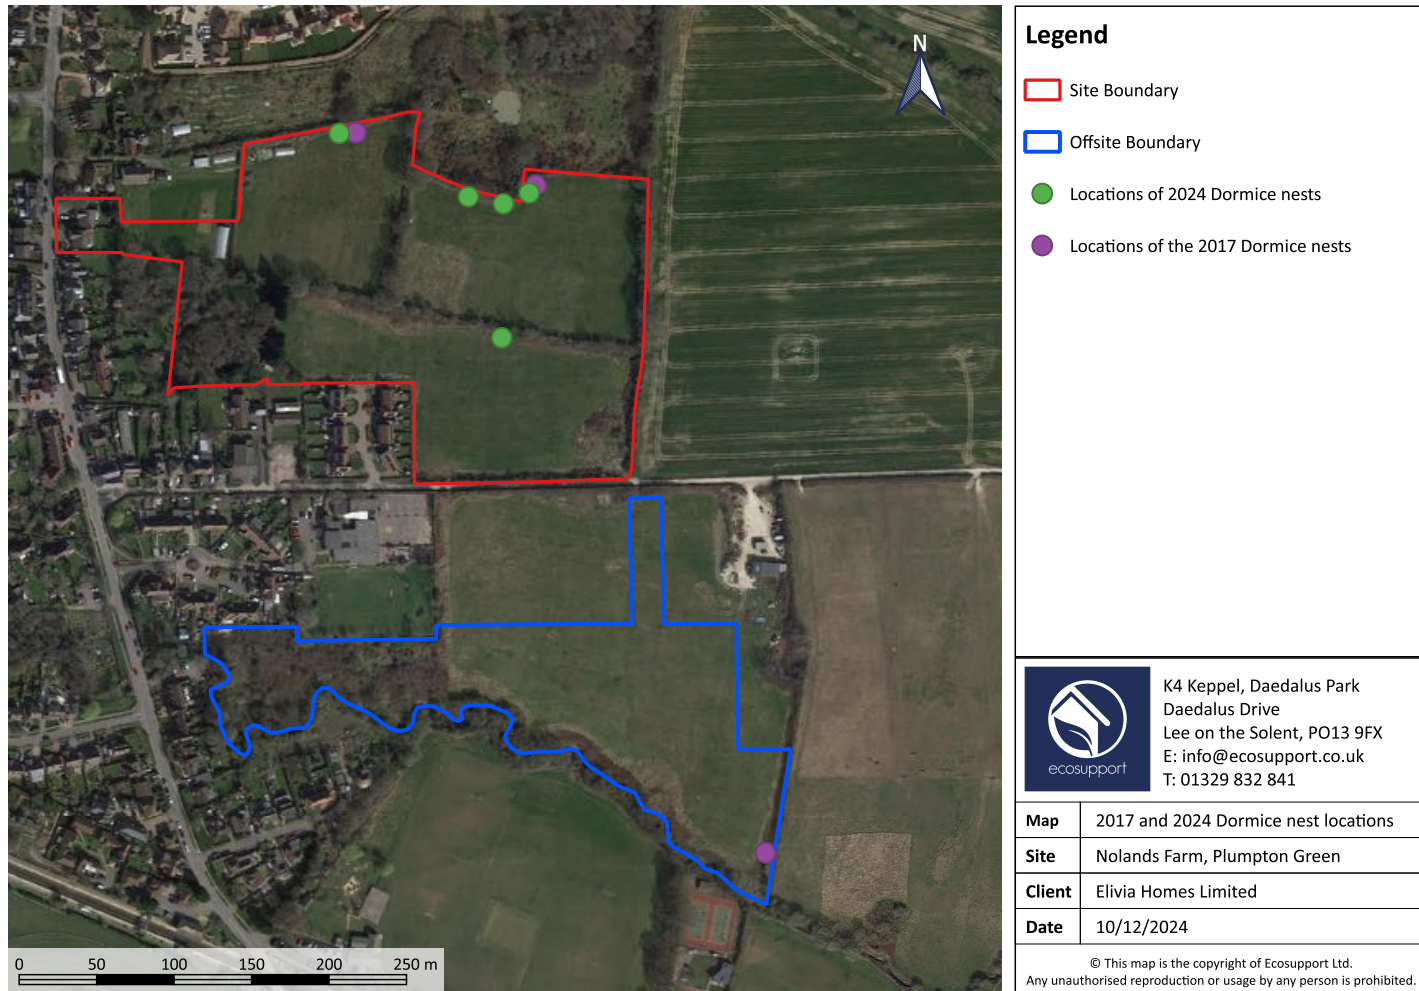 N
0 50 100 150 200 250 m
Legend
Site Boundary
Offsite Boundary
Locations of 2024 Dormice nests
Locations of the 2017 Dormice nests
ecosupport
K4 Keppel, Daedalus Park
Daedalus Drive
Lee on the Solent, PO13 9FX
E: info@ecosupport.co.uk
T: 01329 832 841
Map 2017 and 2024 Dormice nest locations
Site Nolands Farm, Plumpton Green
Client Elivia Homes Limited
Date 10/12/2024
© This map is the copyright of Ecosupport Ltd.
Any unauthorised reproduction or usage by any person is prohibited.